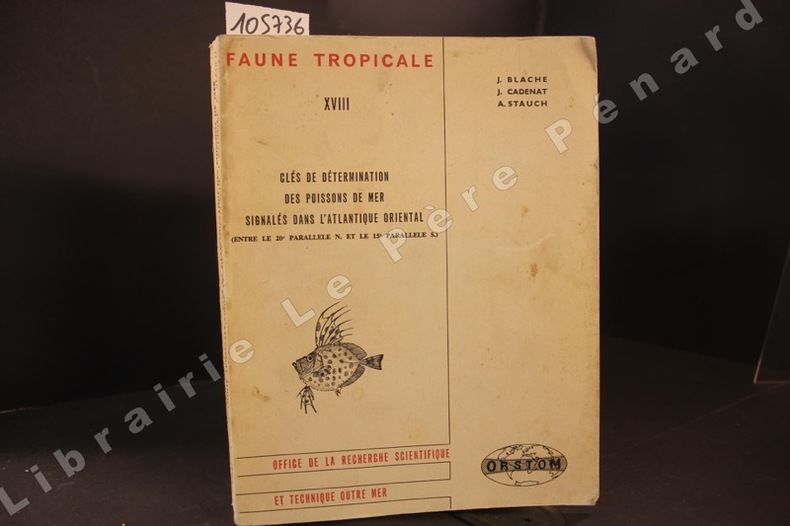 105736
FAUNE TROPICALE
XVIII
J. BLACHE
J. CADENAT
A. STAUCH
CLÉS DE DÉTERMINATION
DES POISSONS DE MER
SIGNALÉS DANS L'ATLANTIQUE ORIENTAL
(ENTRE LE 20e PARALLELE N. ET LE 15e PARALLELE S.)
OFFICE DE LA RECHERCHE SCIENTIFIQUE
ET TECHNIQUE OUTRE MER
ORSTOM
Librairie Le Père Pénard